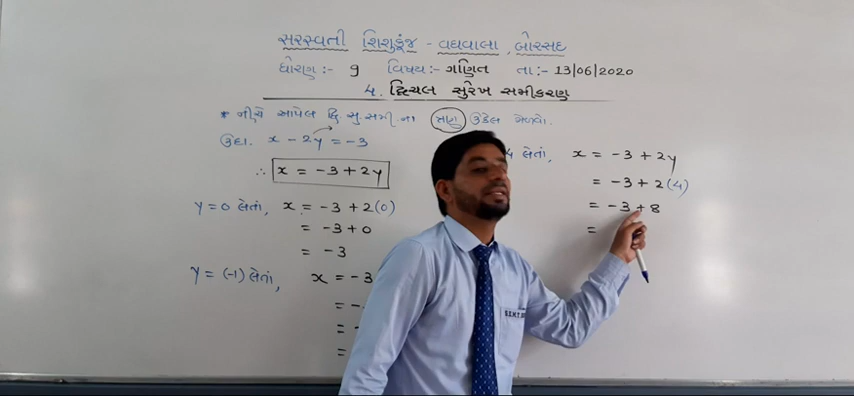 સરસ્વતી શિશુકુંજ - વઘવાલા, બોરસદ
ધોરણ :- 9 વિષય:- ગણિત તા:- 13/06/2020
4. દ્વિચલ સુરેખ સમીકરણ
* નીચે આપેલ દ્વિ. સુ. સમી. ના ત્રણ ઉકેલ મેળવો.
ઉદા. x - 2y = -3
∴ x = -3 + 2y
y = 0 લેતાં, x = -3 + 2(0)
= -3 + 0
= -3
y = (-1) લેતાં, x = -3
= -
=
=
4 લેતાં, x = -3 + 2y
= -3 + 2(4)
= -3 + 8
=